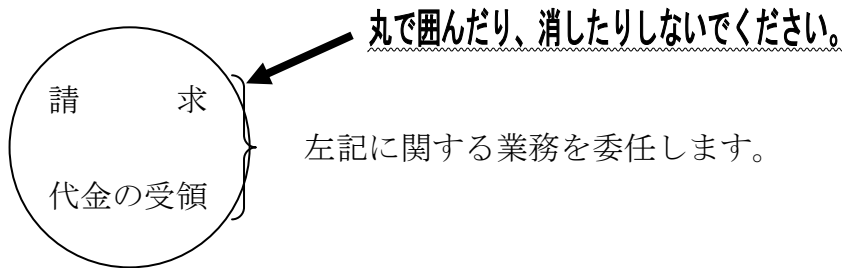 丸で囲んだり、消したりしないでください。
請　　　求
左記に関する業務を委任します。
代金の受領